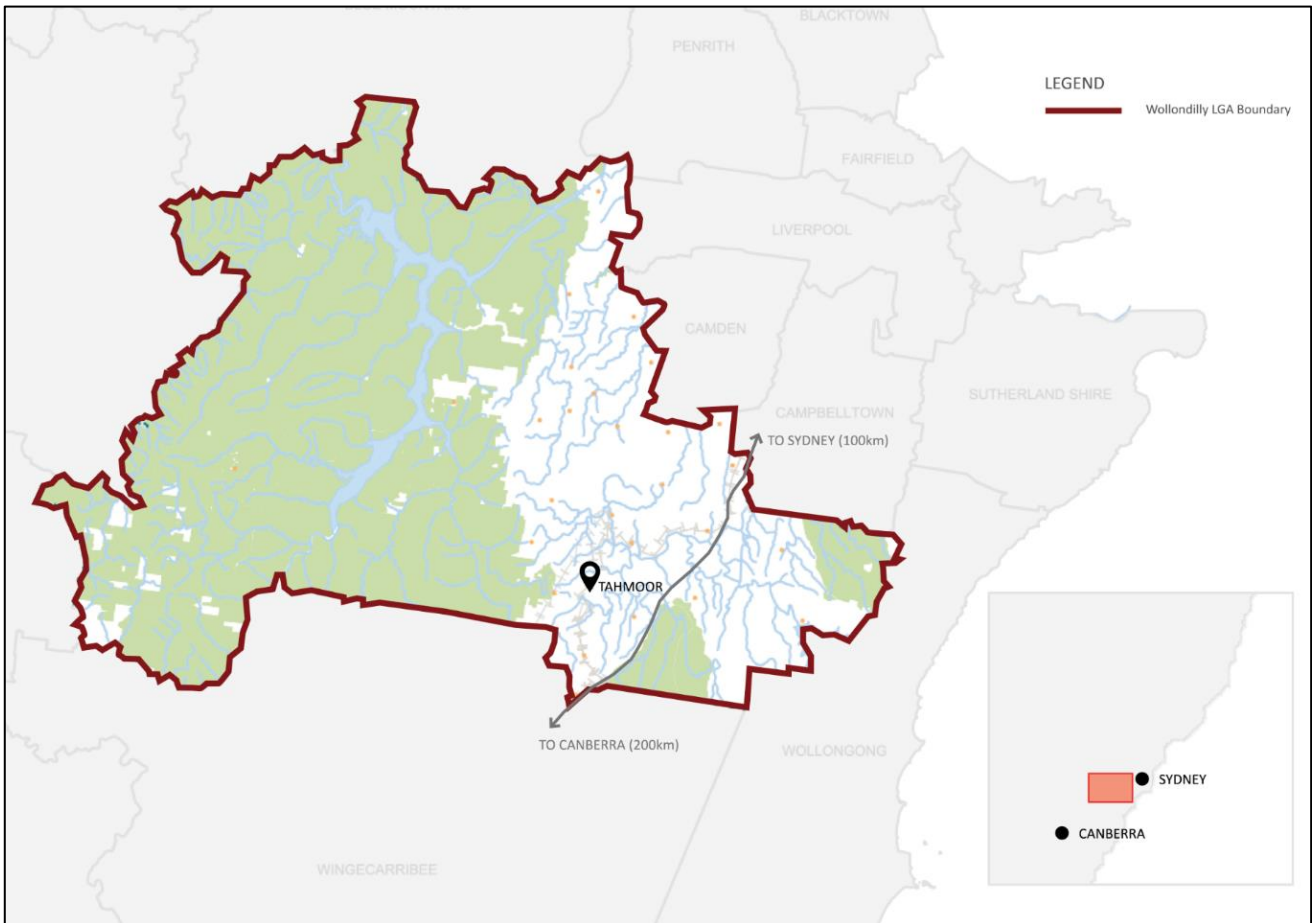 BLACKTOWN
PENRITH
LEGEND
Wollondilly LGA Boundary
FAIRFIELD
LIVERPOOL
CAMDEN
SUTHERLAND SHIRE
CAMPBELLTOWN
TO SYDNEY (100km)
TAHMOOR
TO CANBERRA (200km)
WOLLONGONG
SYDNEY
CANBERRA
WINGECARRIBEE